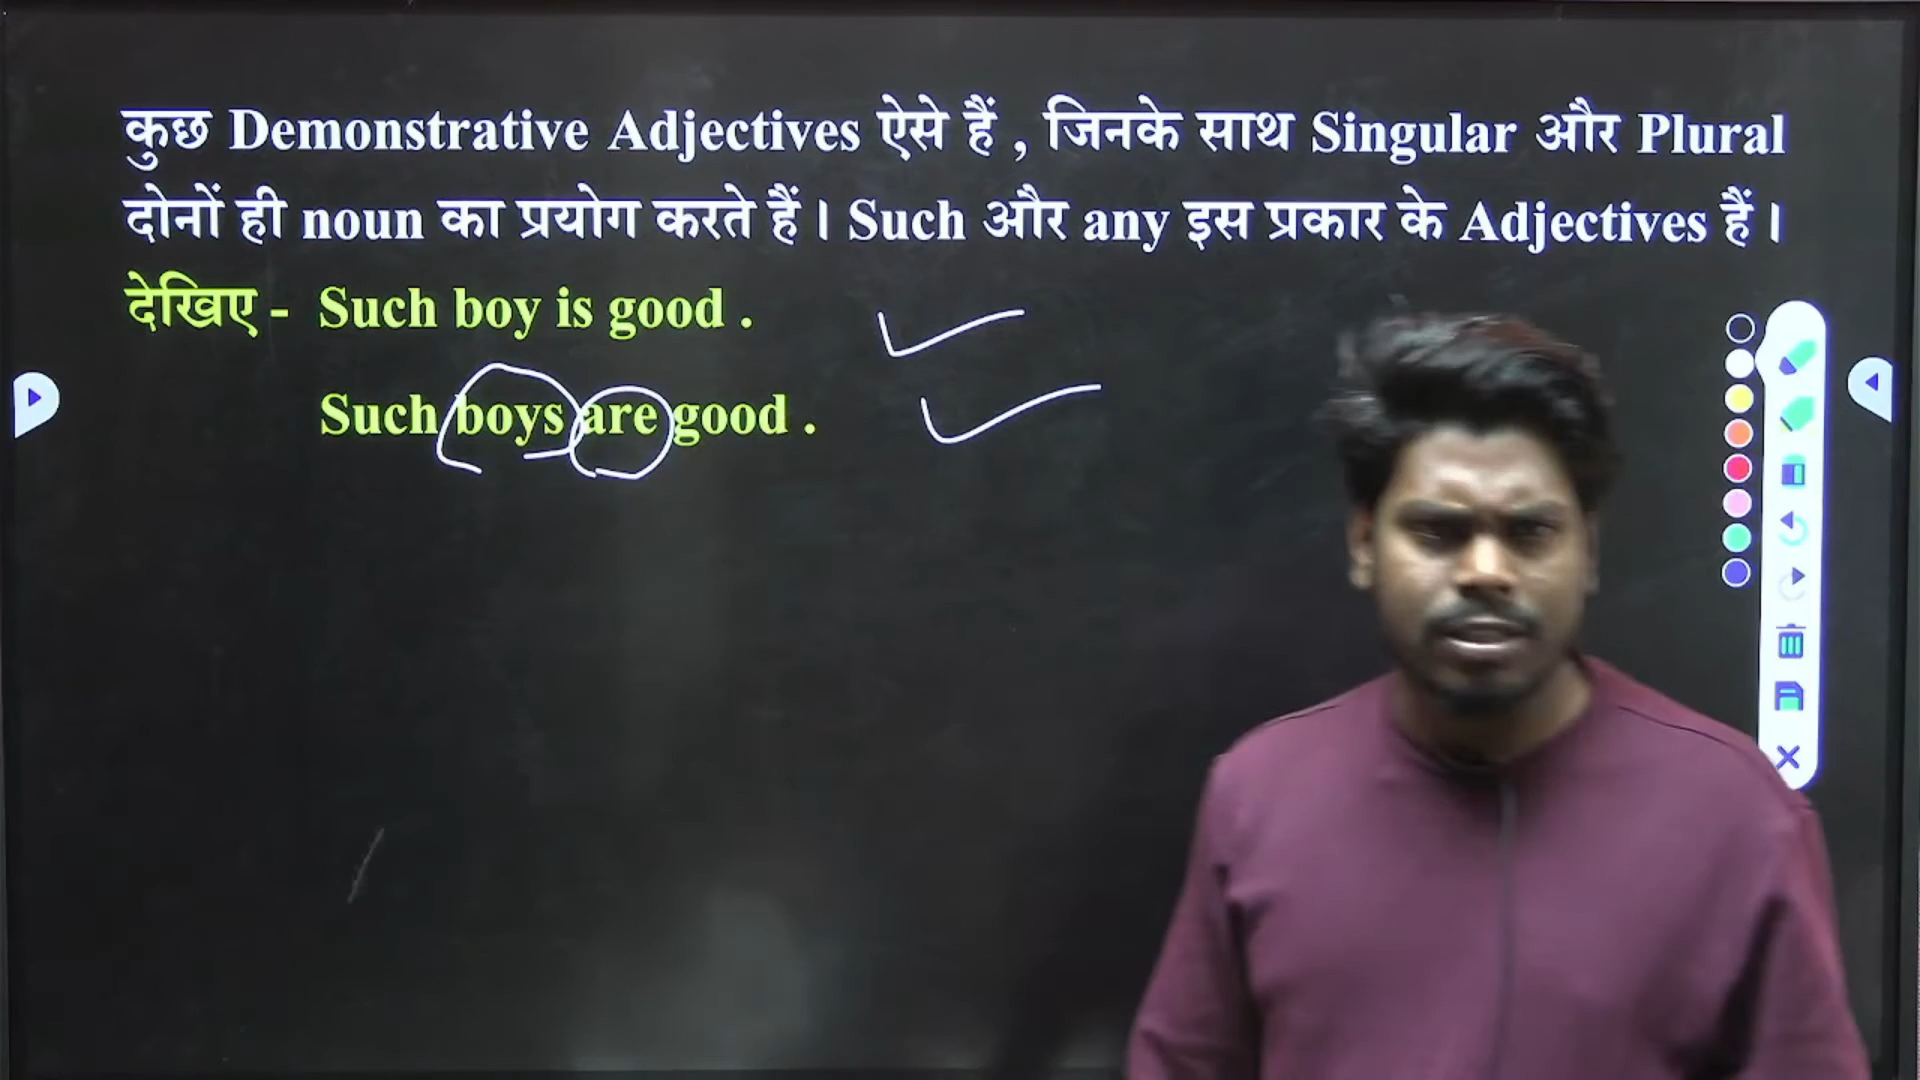 कुछ Demonstrative Adjectives ऐसे हैं , जिनके साथ Singular और Plural
दोनों ही noun का प्रयोग करते हैं । Such और any इस प्रकार के Adjectives हैं ।
देखिए - Such boy is good .
Such boys are good .